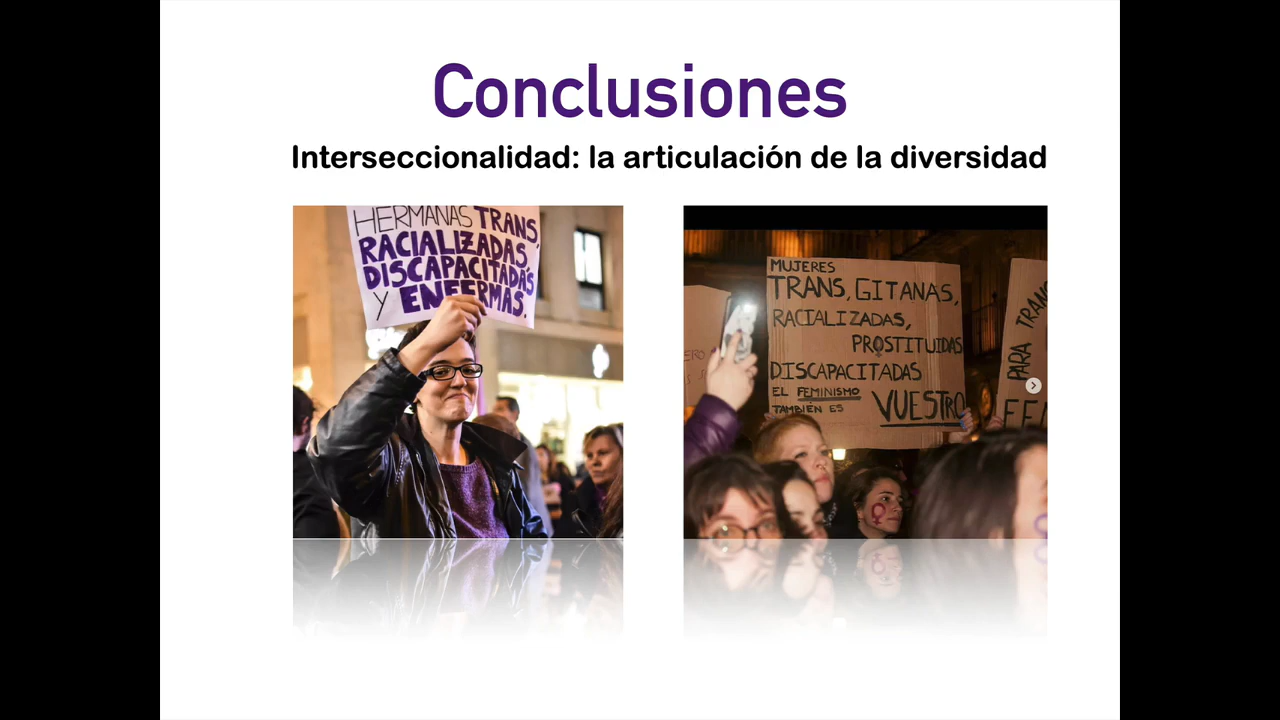 Conclusiones
Interseccionalidad: la articulación de la diversidad
HERMANAS TRANS,
RACIALIZADAS,
DISCAPACITADAS
Y ENFERMAS.
MUJERES
TRANS, GITANAS,
RACIALIZADAS,
PROSTITUIDAS
DISCAPACITADAS
EL FEMINISMO
TAMBIÉN ES VUESTRO
PARA TRANS